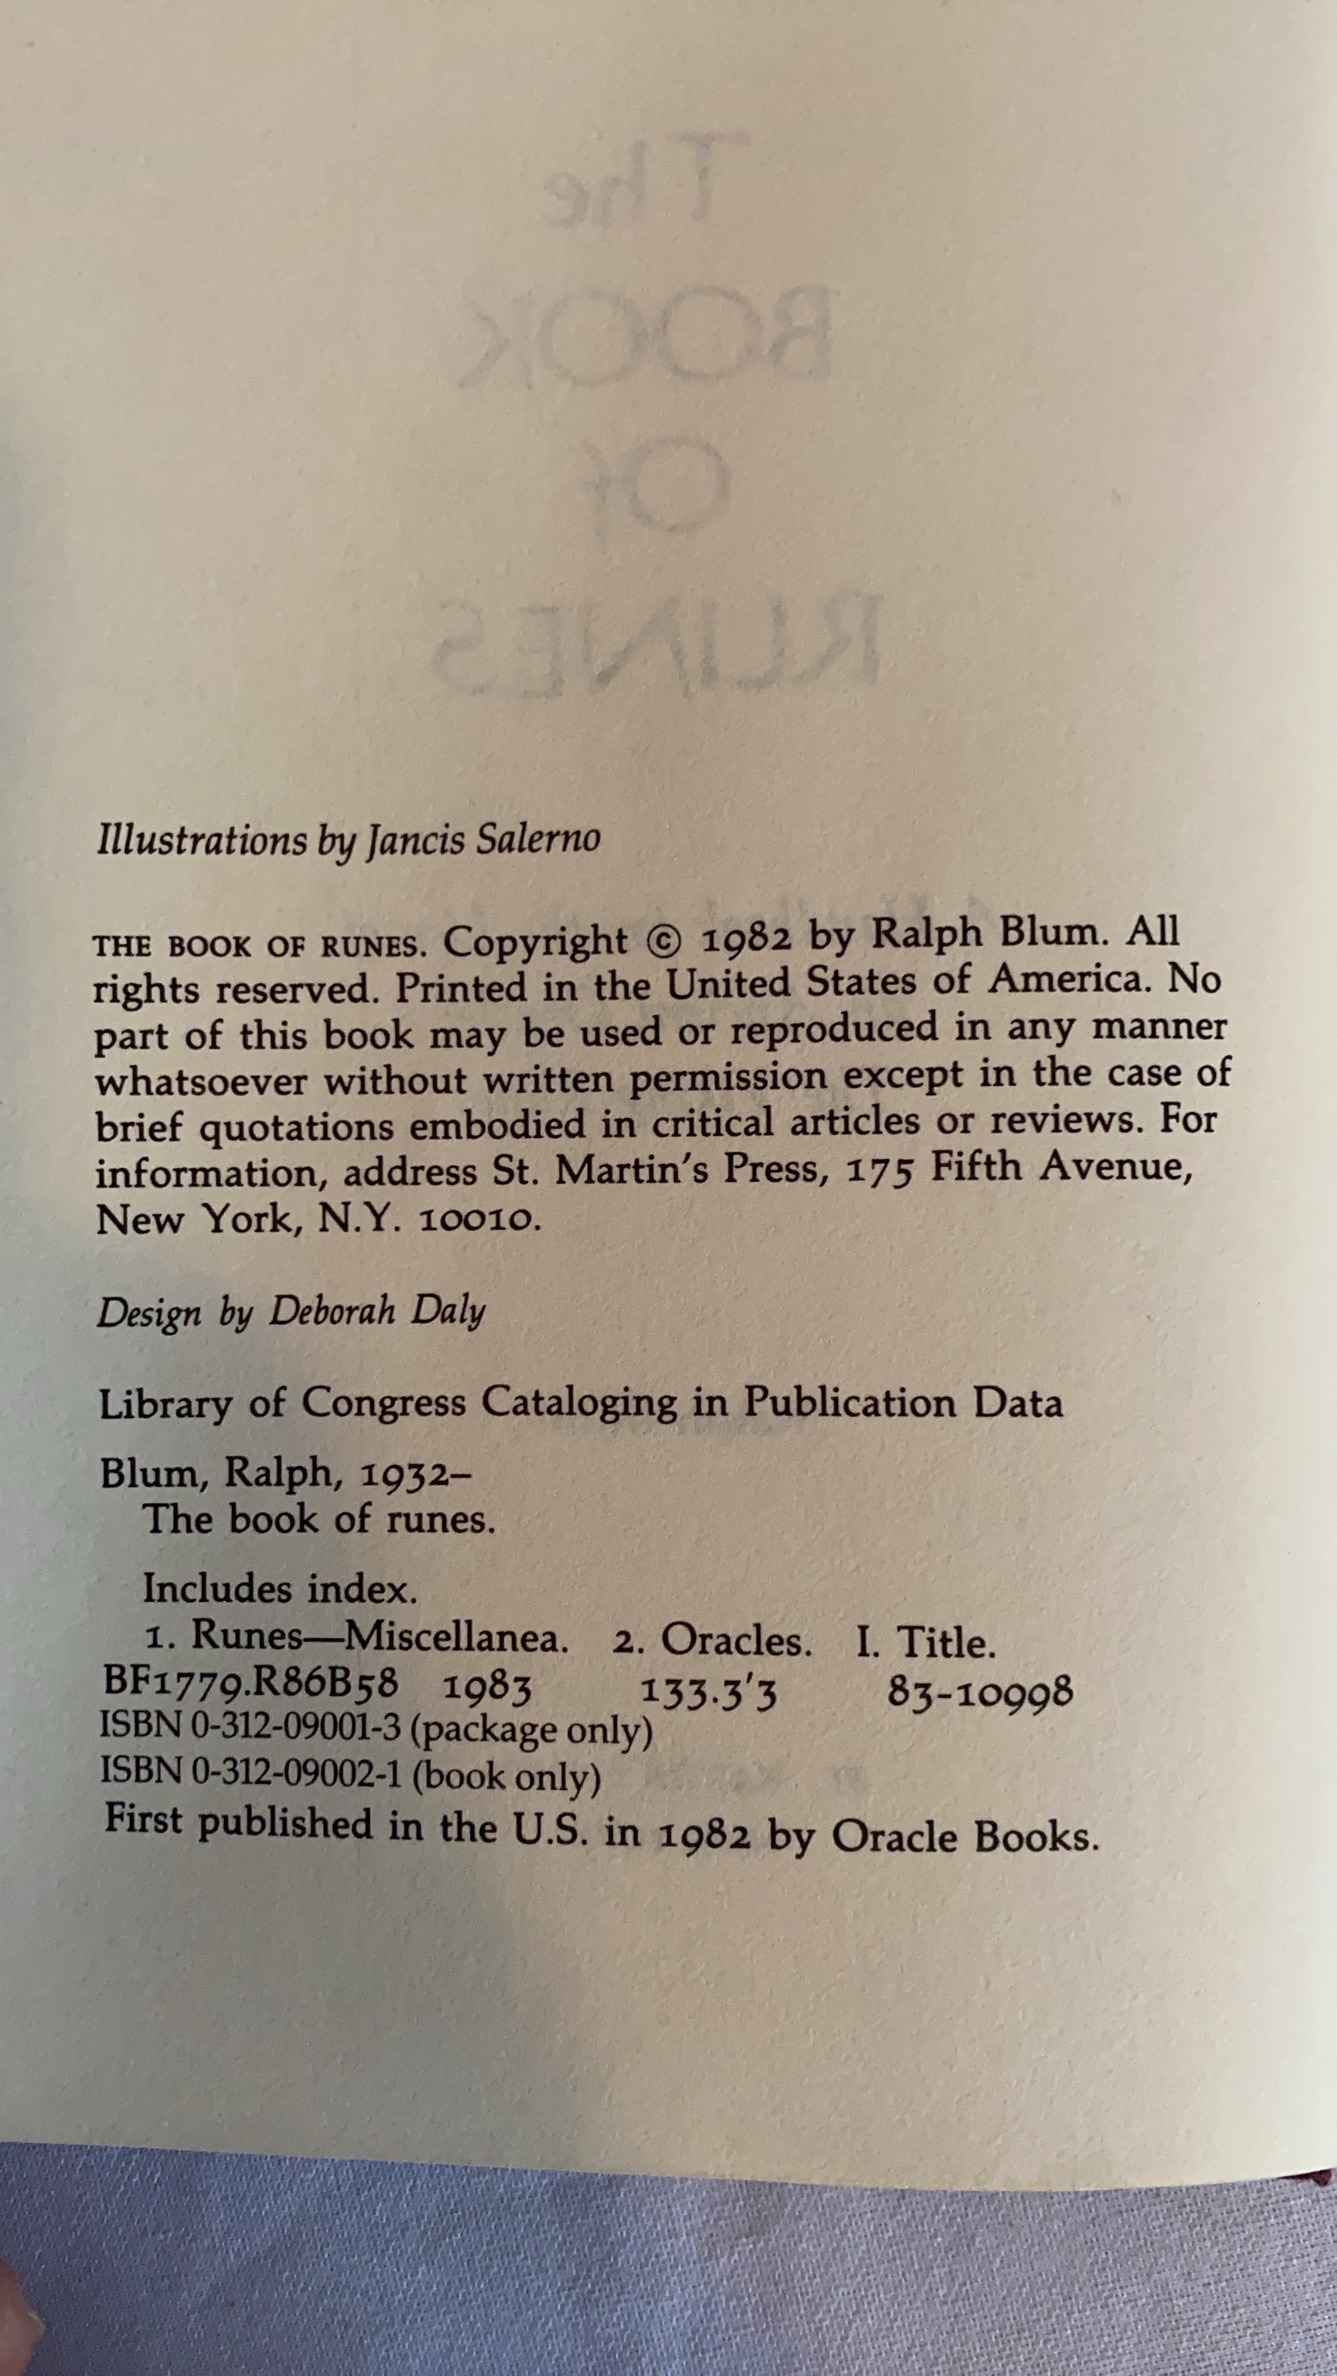 The
BOOK
Of
RUNES
Illustrations by Jancis Salerno
THE BOOK OF RUNES. Copyright © 1982 by Ralph Blum. All
rights reserved. Printed in the United States of America. No
part of this book may be used or reproduced in any manner
whatsoever without written permission except in the case of
brief quotations embodied in critical articles or reviews. For
information, address St. Martin's Press, 175 Fifth Avenue,
New York, N.Y. 10010.
Design by Deborah Daly
Library of Congress Cataloging in Publication Data
Blum, Ralph, 1932–
The book of runes.
Includes index.
1. Runes—Miscellanea. 2. Oracles. I. Title.
BF1779.R86B58 1983 133.3'3 83-10998
ISBN 0-312-09001-3 (package only)
ISBN 0-312-09002-1 (book only)
First published in the U.S. in 1982 by Oracle Books.